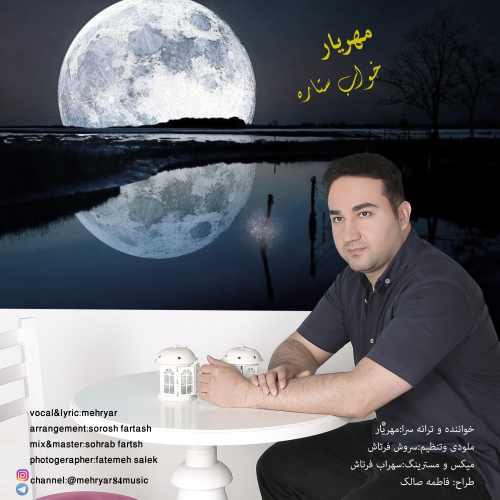 مهریار
خواب ستاره
vocal&lyric:mehryar
arrangement:sorosh fartash
mix&master:sohrab fartsh
photogerapher:fatemeh salek
channel:@mehryar84music
خواننده و ترانه سرا:مهریار
ملودی وتنظیم:سروش فرتاش
میکس و مسترینگ:سهراب فرتاش
طراح: فاطمه صالک